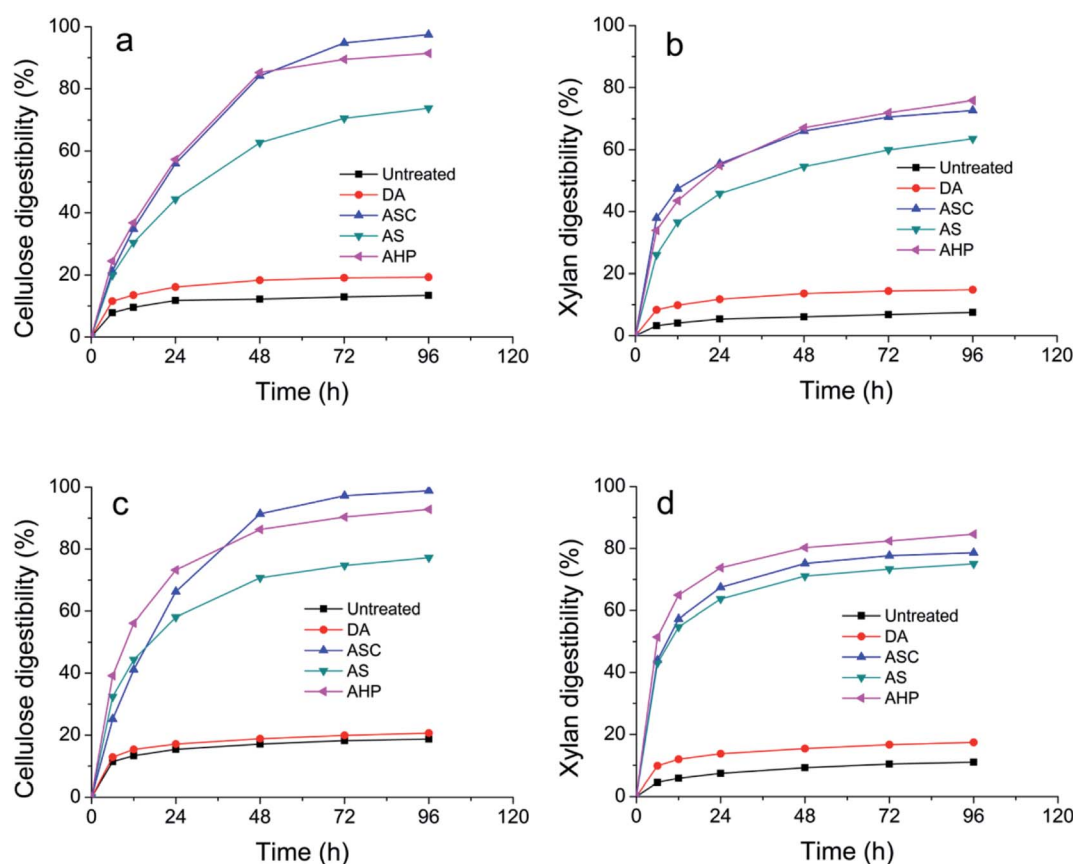 a
Cellulose digestibility (%)
100
80
60
40
20
0
Untreated
DA
ASC
AS
AHP
0 24 48 72 96 120
Time (h)
b
Xylan digestibility (%)
100
80
60
40
20
0
Untreated
DA
ASC
AS
AHP
0 24 48 72 96 120
Time (h)
c
Cellulose digestibility (%)
100
80
60
40
20
0
Untreated
DA
ASC
AS
AHP
0 24 48 72 96 120
Time (h)
d
Xylan digestibility (%)
100
80
60
40
20
0
Untreated
DA
ASC
AS
AHP
0 24 48 72 96 120
Time (h)